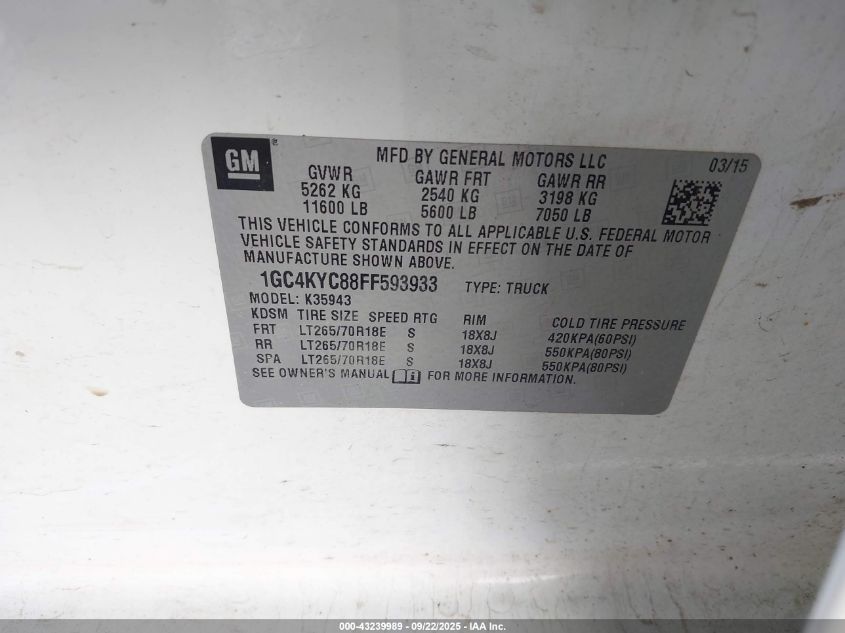 GM
MFD BY GENERAL MOTORS LLC 03/15
GVWR GAWR FRT GAWR RR
5262 KG 2540 KG 3198 KG
11600 LB 5600 LB 7050 LB
THIS VEHICLE CONFORMS TO ALL APPLICABLE U.S. FEDERAL MOTOR
VEHICLE SAFETY STANDARDS IN EFFECT ON THE DATE OF
MANUFACTURE SHOWN ABOVE.
1GC4KYC88FF593933 TYPE: TRUCK
MODEL: K35943
KDSM TIRE SIZE SPEED RTG RIM COLD TIRE PRESSURE
FRT LT265/70R18E S 18X8J 420KPA(60PSI)
RR LT265/70R18E S 18X8J 550KPA(80PSI)
SPA LT265/70R18E S 18X8J 550KPA(80PSI)
SEE OWNER'S MANUAL FOR MORE INFORMATION.
000-43239989 - 09/22/2025 - IAA Inc.